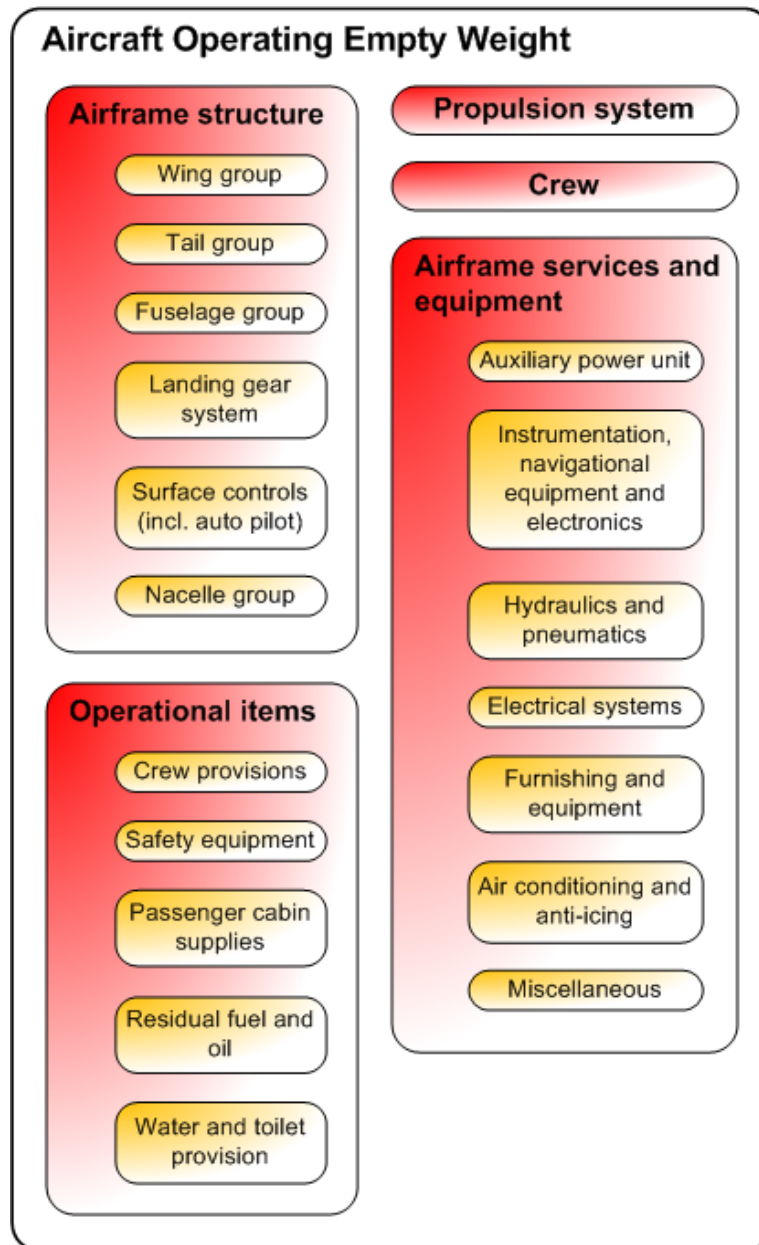 Aircraft Operating Empty Weight
Airframe structure
Wing group
Tail group
Fuselage group
Landing gear
system
Surface controls
(incl. auto pilot)
Nacelle group
Operational items
Crew provisions
Safety equipment
Passenger cabin
supplies
Residual fuel and
oil
Water and toilet
provision
Propulsion system
Crew
Airframe services and
equipment
Auxiliary power unit
Instrumentation,
navigational
equipment and
electronics
Hydraulics and
pneumatics
Electrical systems
Furnishing and
equipment
Air conditioning and
anti-icing
Miscellaneous